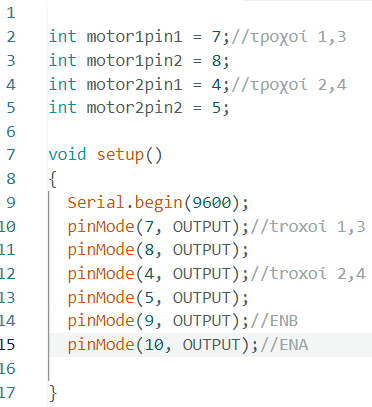 1
2 int motor1pin1 = 7;//τροχοί 1,3
3 int motor1pin2 = 8;
4 int motor2pin1 = 4;//τροχοί 2,4
5 int motor2pin2 = 5;
6
7 void setup()
8 {
9 Serial.begin(9600);
10 pinMode(7, OUTPUT);//troxoί 1,3
11 pinMode(8, OUTPUT);
12 pinMode(4, OUTPUT);//troxoί 2,4
13 pinMode(5, OUTPUT);
14 pinMode(9, OUTPUT);//ENB
15 pinMode(10, OUTPUT);//ENA
16
17 }